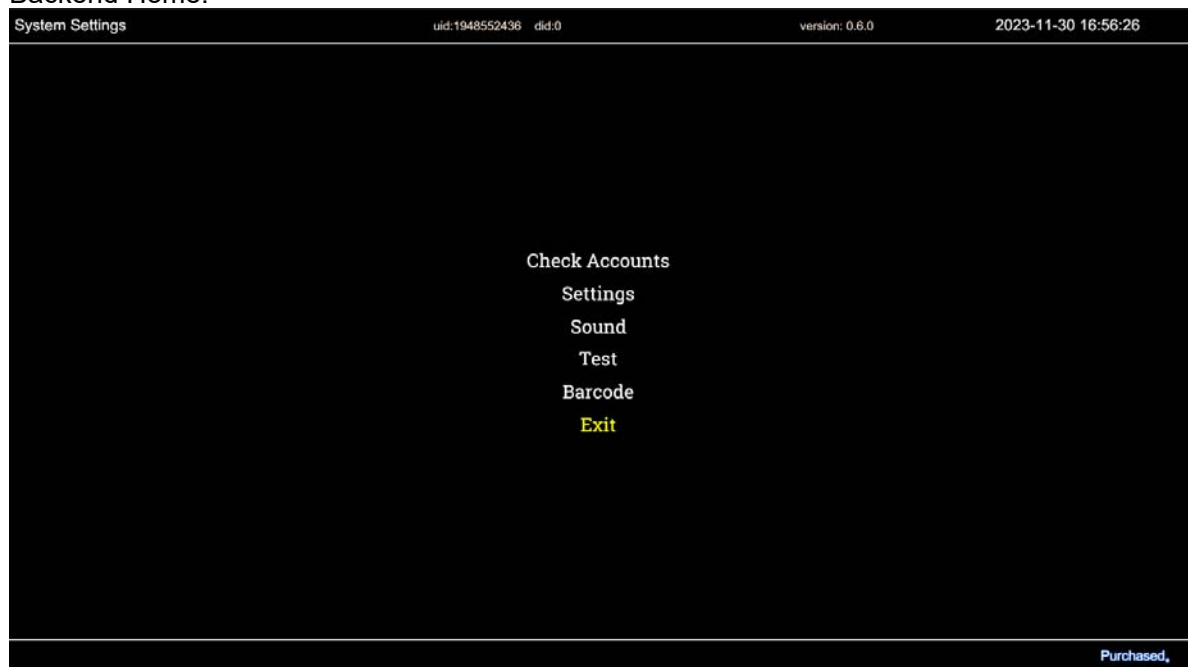 Backend Home:
System Settings uid:1948552436 did:0 version: 0.6.0 2023-11-30 16:56:26
Check Accounts
Settings
Sound
Test
Barcode
Exit
Purchased,